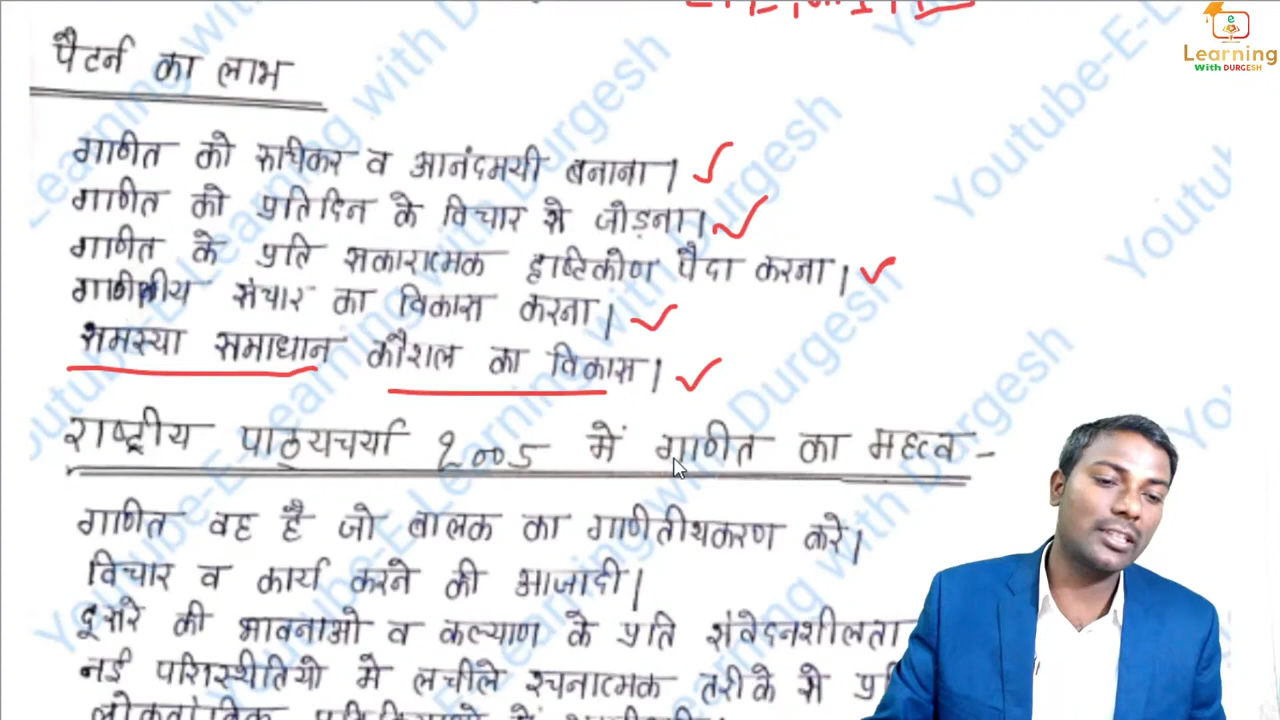 Learning
With DURGESH
पैटर्न का लाभ
गणित को रुचिकर व आनंदमयी बनाना।
गणित को प्रतिदिन के विचार से जोड़ना।
गणित के प्रति सकारात्मक दृष्टिकोण पैदा करना।
गणितीय संचार का विकास करना।
समस्या समाधान कौशल का विकास।
राष्ट्रीय पाठ्यचर्या 2005 में गणित का महत्व -
गणित वह है जो बालक का गणितीयकरण करे।
विचार व कार्य करने की आजादी।
दूसरे की भावनाओ व कल्याण के प्रति संवेदनशीलता
नई परिस्थीतियो मे लचीले रचनात्मक तरीके से